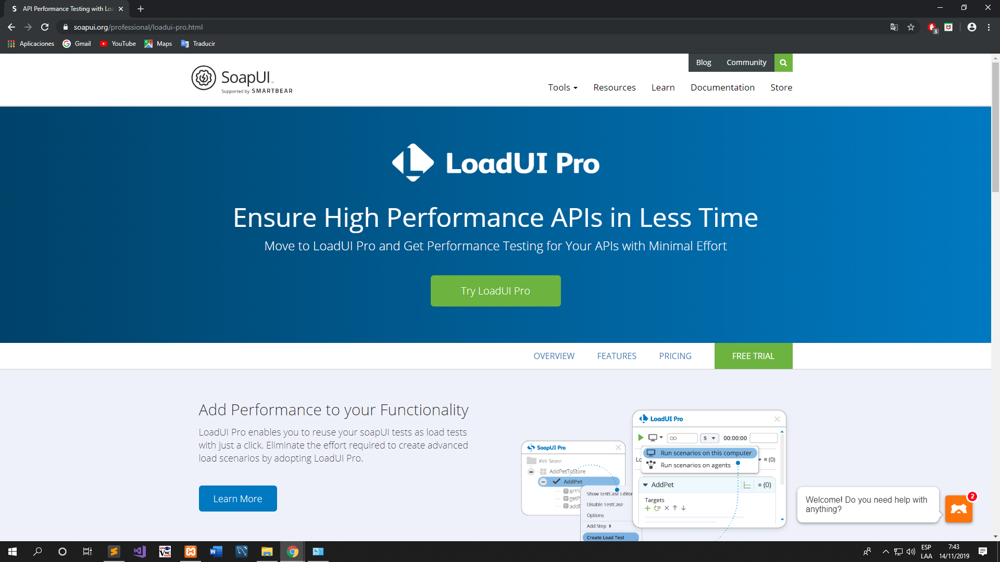 API Performance Testing with Loa
soapui.org/professional/loadui-pro.html
3
Aplicaciones
Gmail
YouTube
Maps
Traducir
Blog
Community
SoapUI
Supported by SMARTBEAR
Tools
Resources
Learn
Documentation
Store
LoadUI Pro
Ensure High Performance APIs in Less Time
Move to LoadUI Pro and Get Performance Testing for Your APIs with Minimal Effort
Try LoadUI Pro
OVERVIEW
FEATURES
PRICING
FREE TRIAL
Add Performance to your Functionality
LoadUI Pro enables you to reuse your soapUI tests as load tests
with just a click. Eliminate the effort required to create advanced
load scenarios by adopting LoadUI Pro.
Learn More
SoapUI Pro
Pet Store
AddPetToStore
AddPet
getS
getP
addP
Show TestCase Editor
Disable TestCase
Options
Add Step
Create Load Test
LoadUI Pro
S
00:00:00
Run scenarios on this computer
Run scenarios on agents
Lo
(0)
AddPet
(0)
Targets
Welcome! Do you need help with
anything?
2
ESP
LAA
7:43
14/11/2019